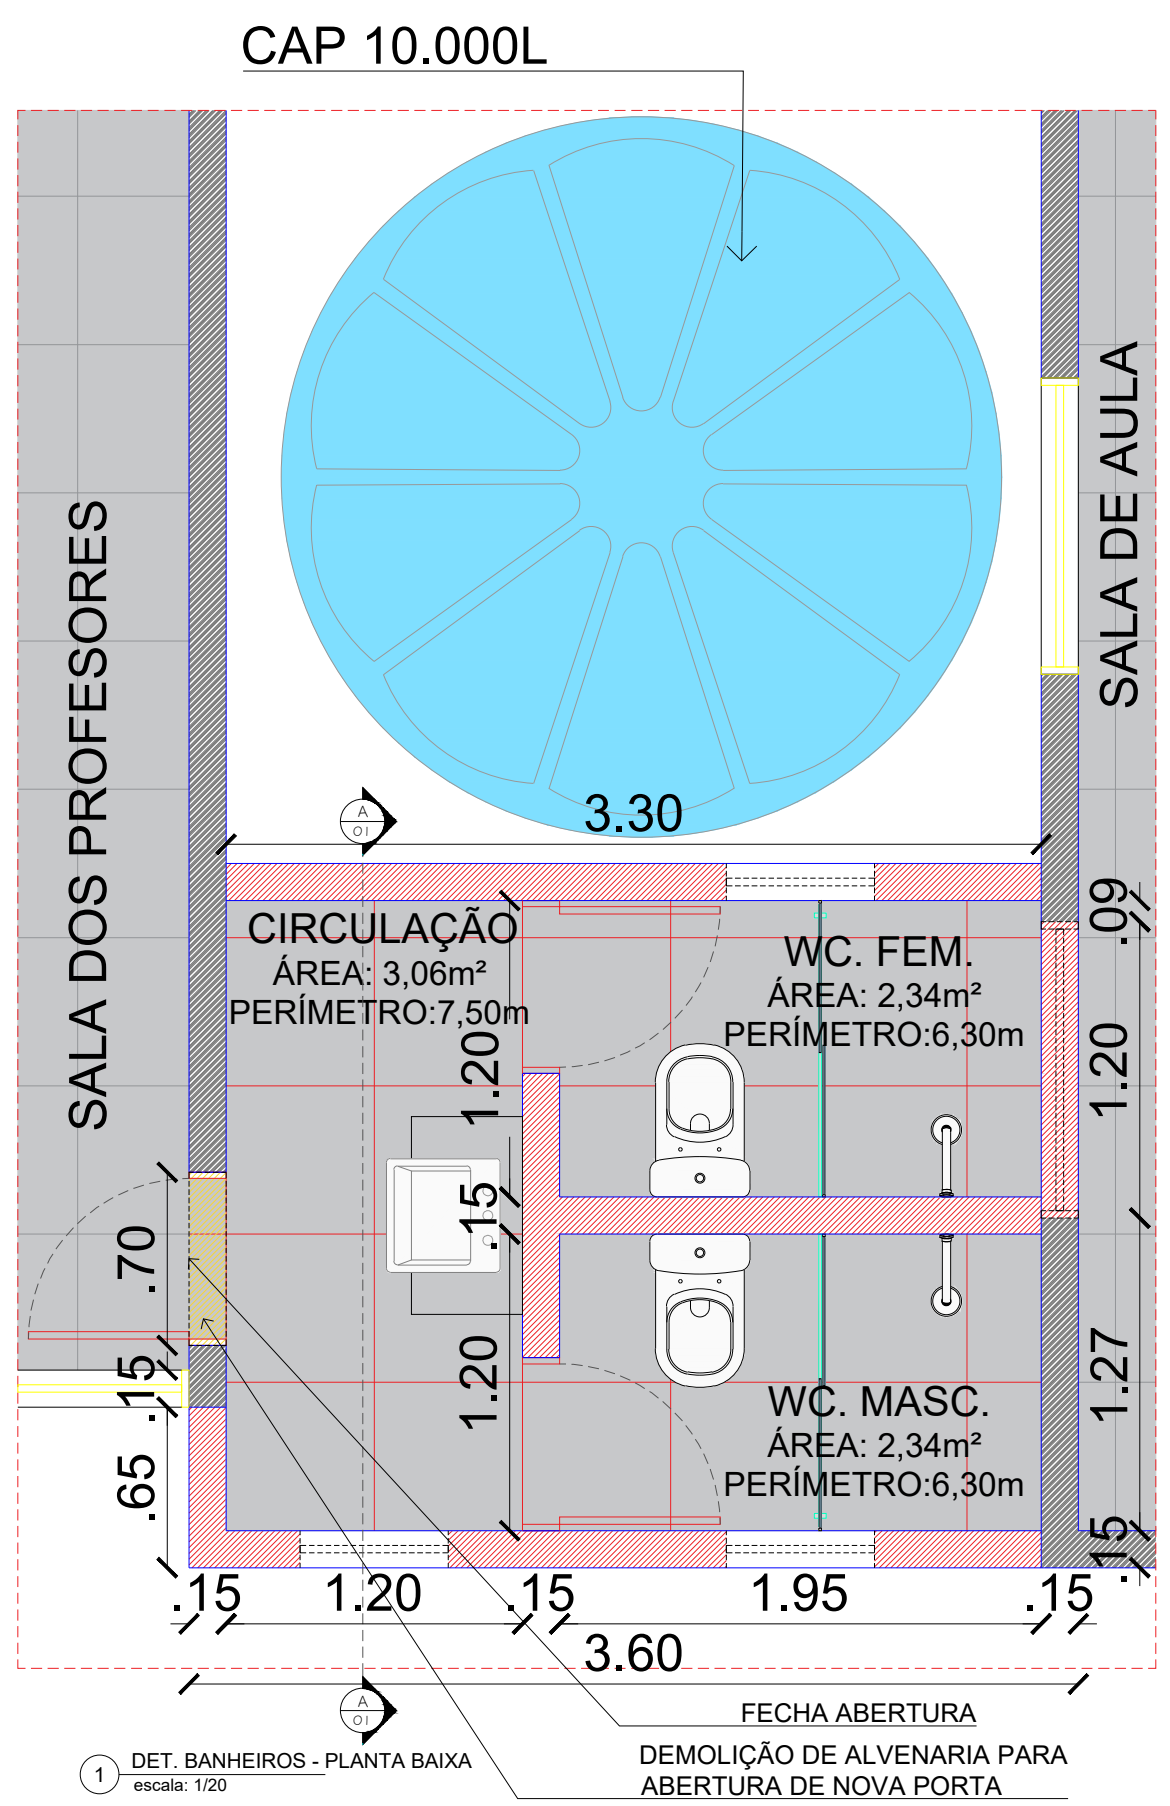 CAP 10.000L
SALA DOS PROFESORES
SALA DE AULA
A
01
3.30
CIRCULAÇÃO
ÁREA: 3,06m²
PERÍMETRO:7,50m
WC. FEM.
ÁREA: 2,34m²
PERÍMETRO:6,30m
.09
1.20
1.20
.15
.70
1.20
1.27
.15
.65
WC. MASC.
ÁREA: 2,34m²
PERÍMETRO:6,30m
.15
.15
1.20
.15
1.95
.15
3.60
A
01
FECHA ABERTURA
DEMOLIÇÃO DE ALVENARIA PARA
ABERTURA DE NOVA PORTA
1
DET. BANHEIROS - PLANTA BAIXA
escala: 1/20